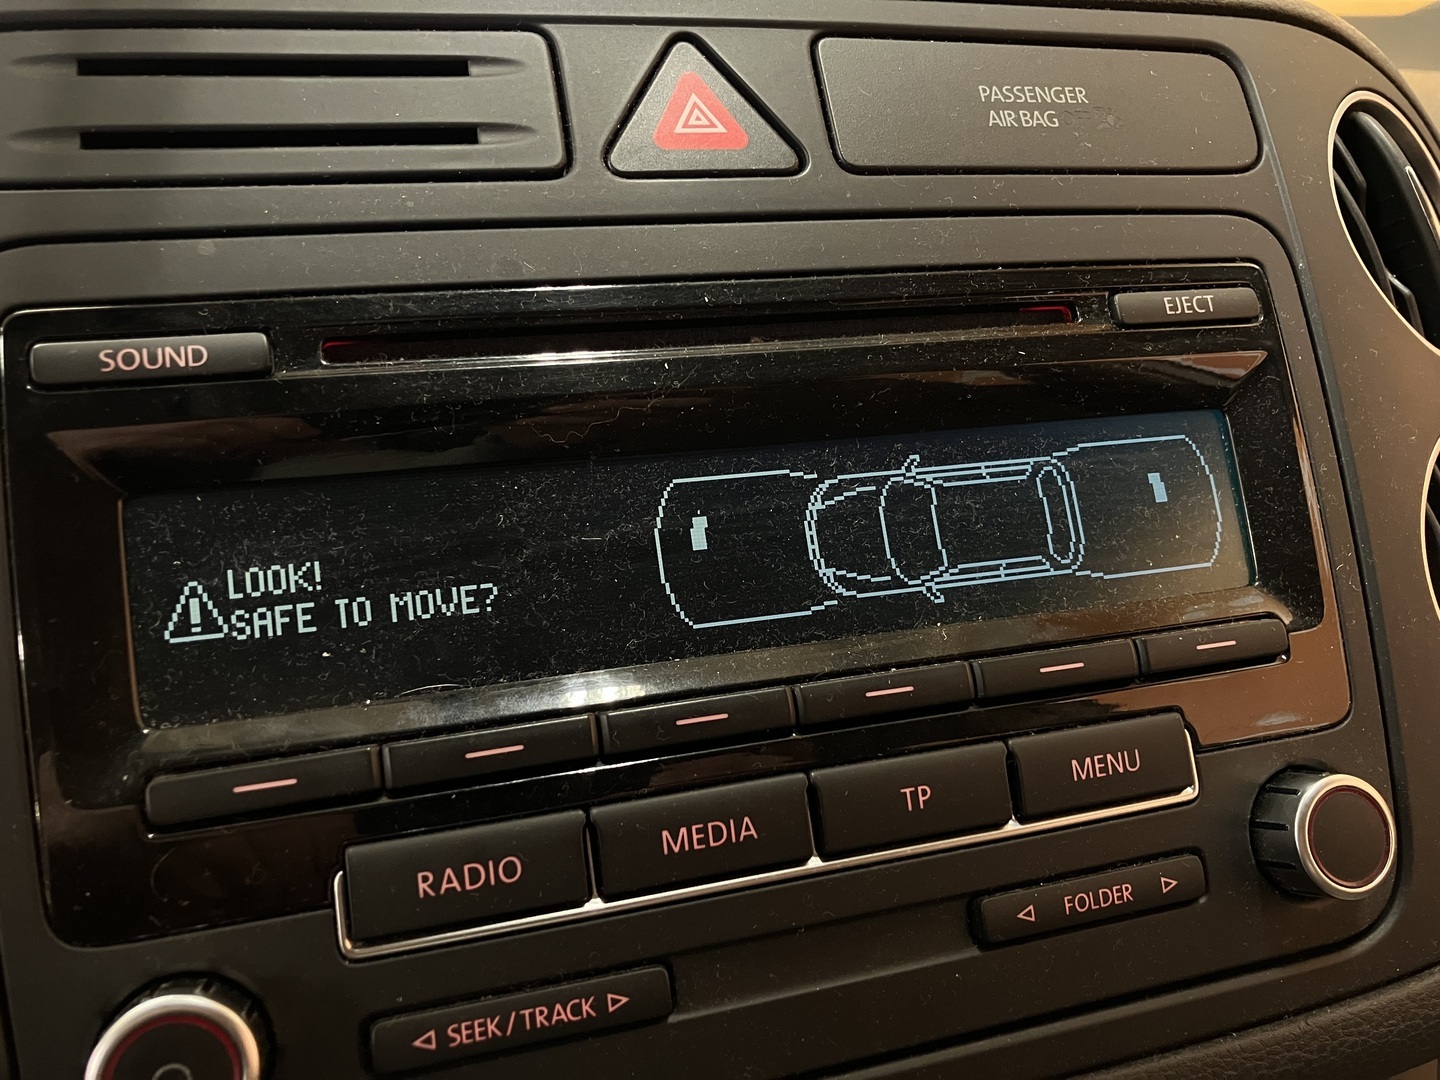 PASSENGER
AIR BAG
EJECT
SOUND
LOOK!
SAFE TO MOVE?
MENU
TP
MEDIA
RADIO
FOLDER
SEEK / TRACK